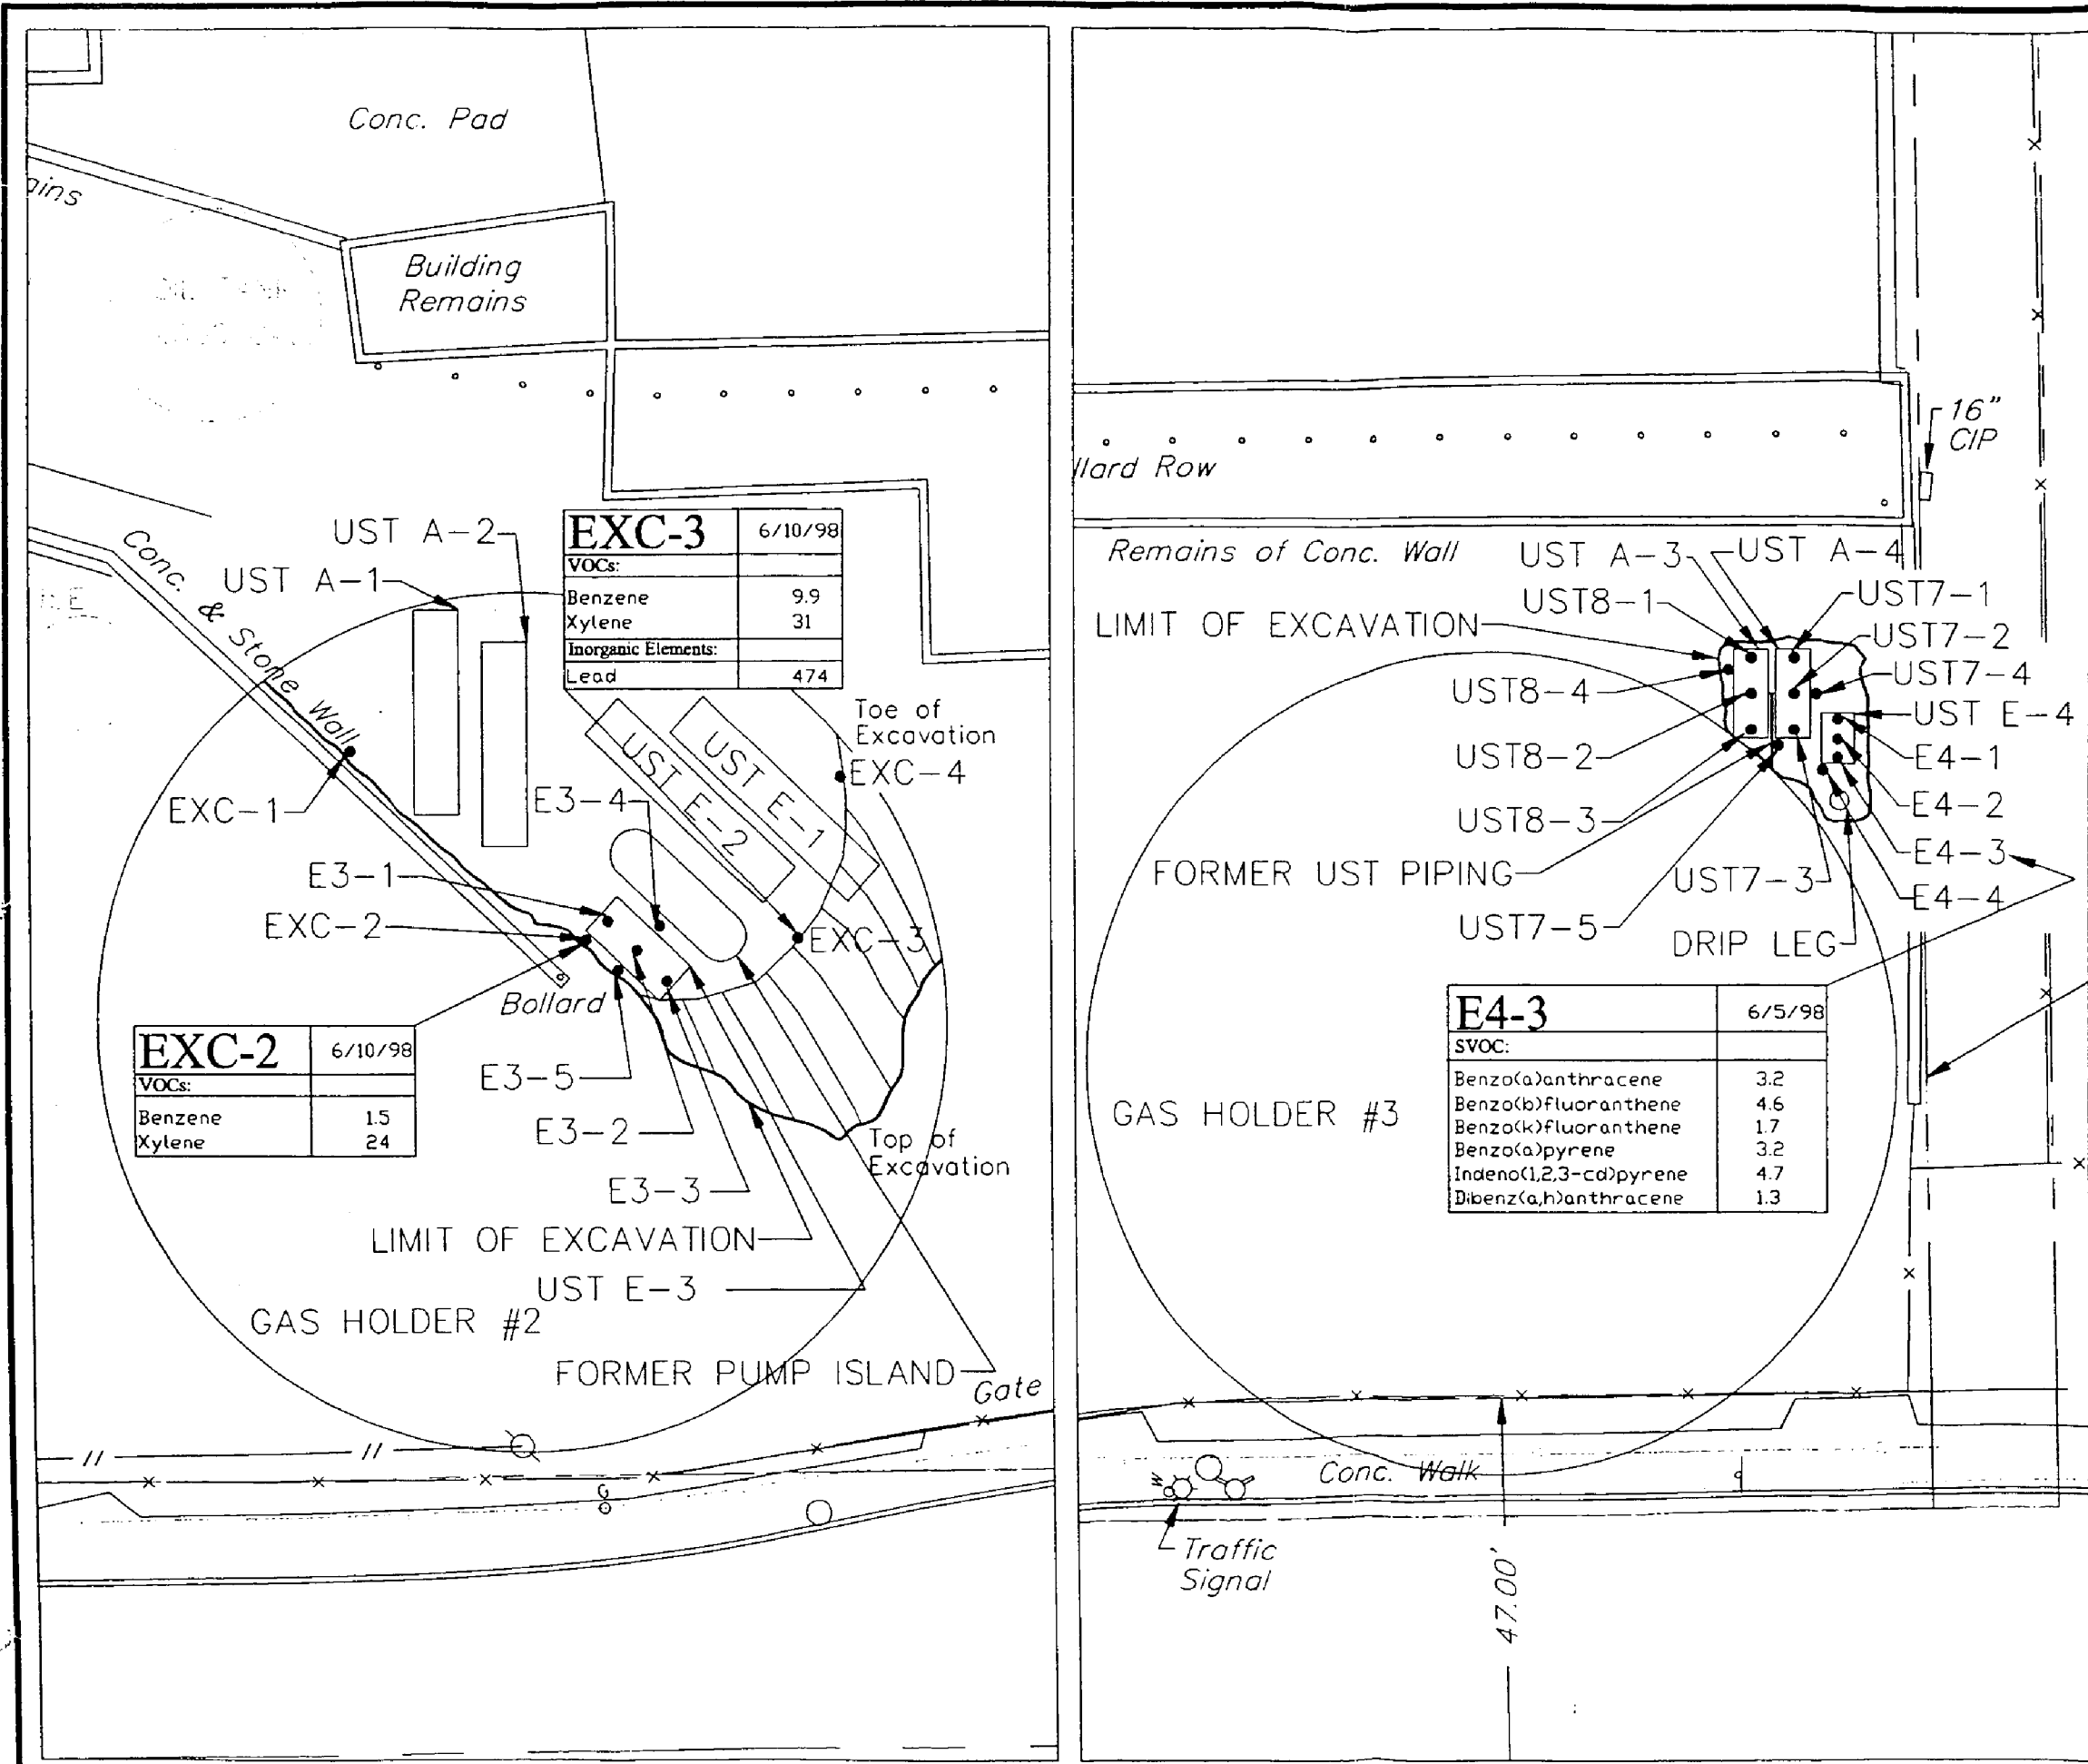 Conc. Pad
Building
Remains
UST A-2
UST A-1
Conc. & Stone Wall
EXC-3 6/10/98
VOCs:
Benzene 9.9
Xylene 31
Inorganic Elements:
Lead 474
UST E-1
UST E-2
Toe of
Excavation
EXC-4
EXC-1
E3-4
E3-1
EXC-2
EXC-3
Bollard
EXC-2 6/10/98
VOCs:
Benzene 1.5
Xylene 24
E3-5
E3-2
Top of
Excavation
E3-3
LIMIT OF EXCAVATION
UST E-3
GAS HOLDER #2
FORMER PUMP ISLAND
Gate
G
16"
CIP
llard Row
Remains of Conc. Wall
UST A-3
UST A-4
UST8-1
UST7-1
LIMIT OF EXCAVATION
UST7-2
UST8-4
UST7-4
UST E-4
UST8-2
E4-1
E4-2
UST8-3
E4-3
FORMER UST PIPING
UST7-3
E4-4
UST7-5
DRIP LEG
E4-3 6/5/98
SVOC:
Benzo(a)anthracene 3.2
Benzo(b)fluoranthene 4.6
Benzo(k)fluoranthene 1.7
Benzo(a)pyrene 3.2
Indeno(1,2,3-cd)pyrene 4.7
Dibenz(a,h)anthracene 1.3
GAS HOLDER #3
Conc. Walk
Traffic
Signal
47.00'